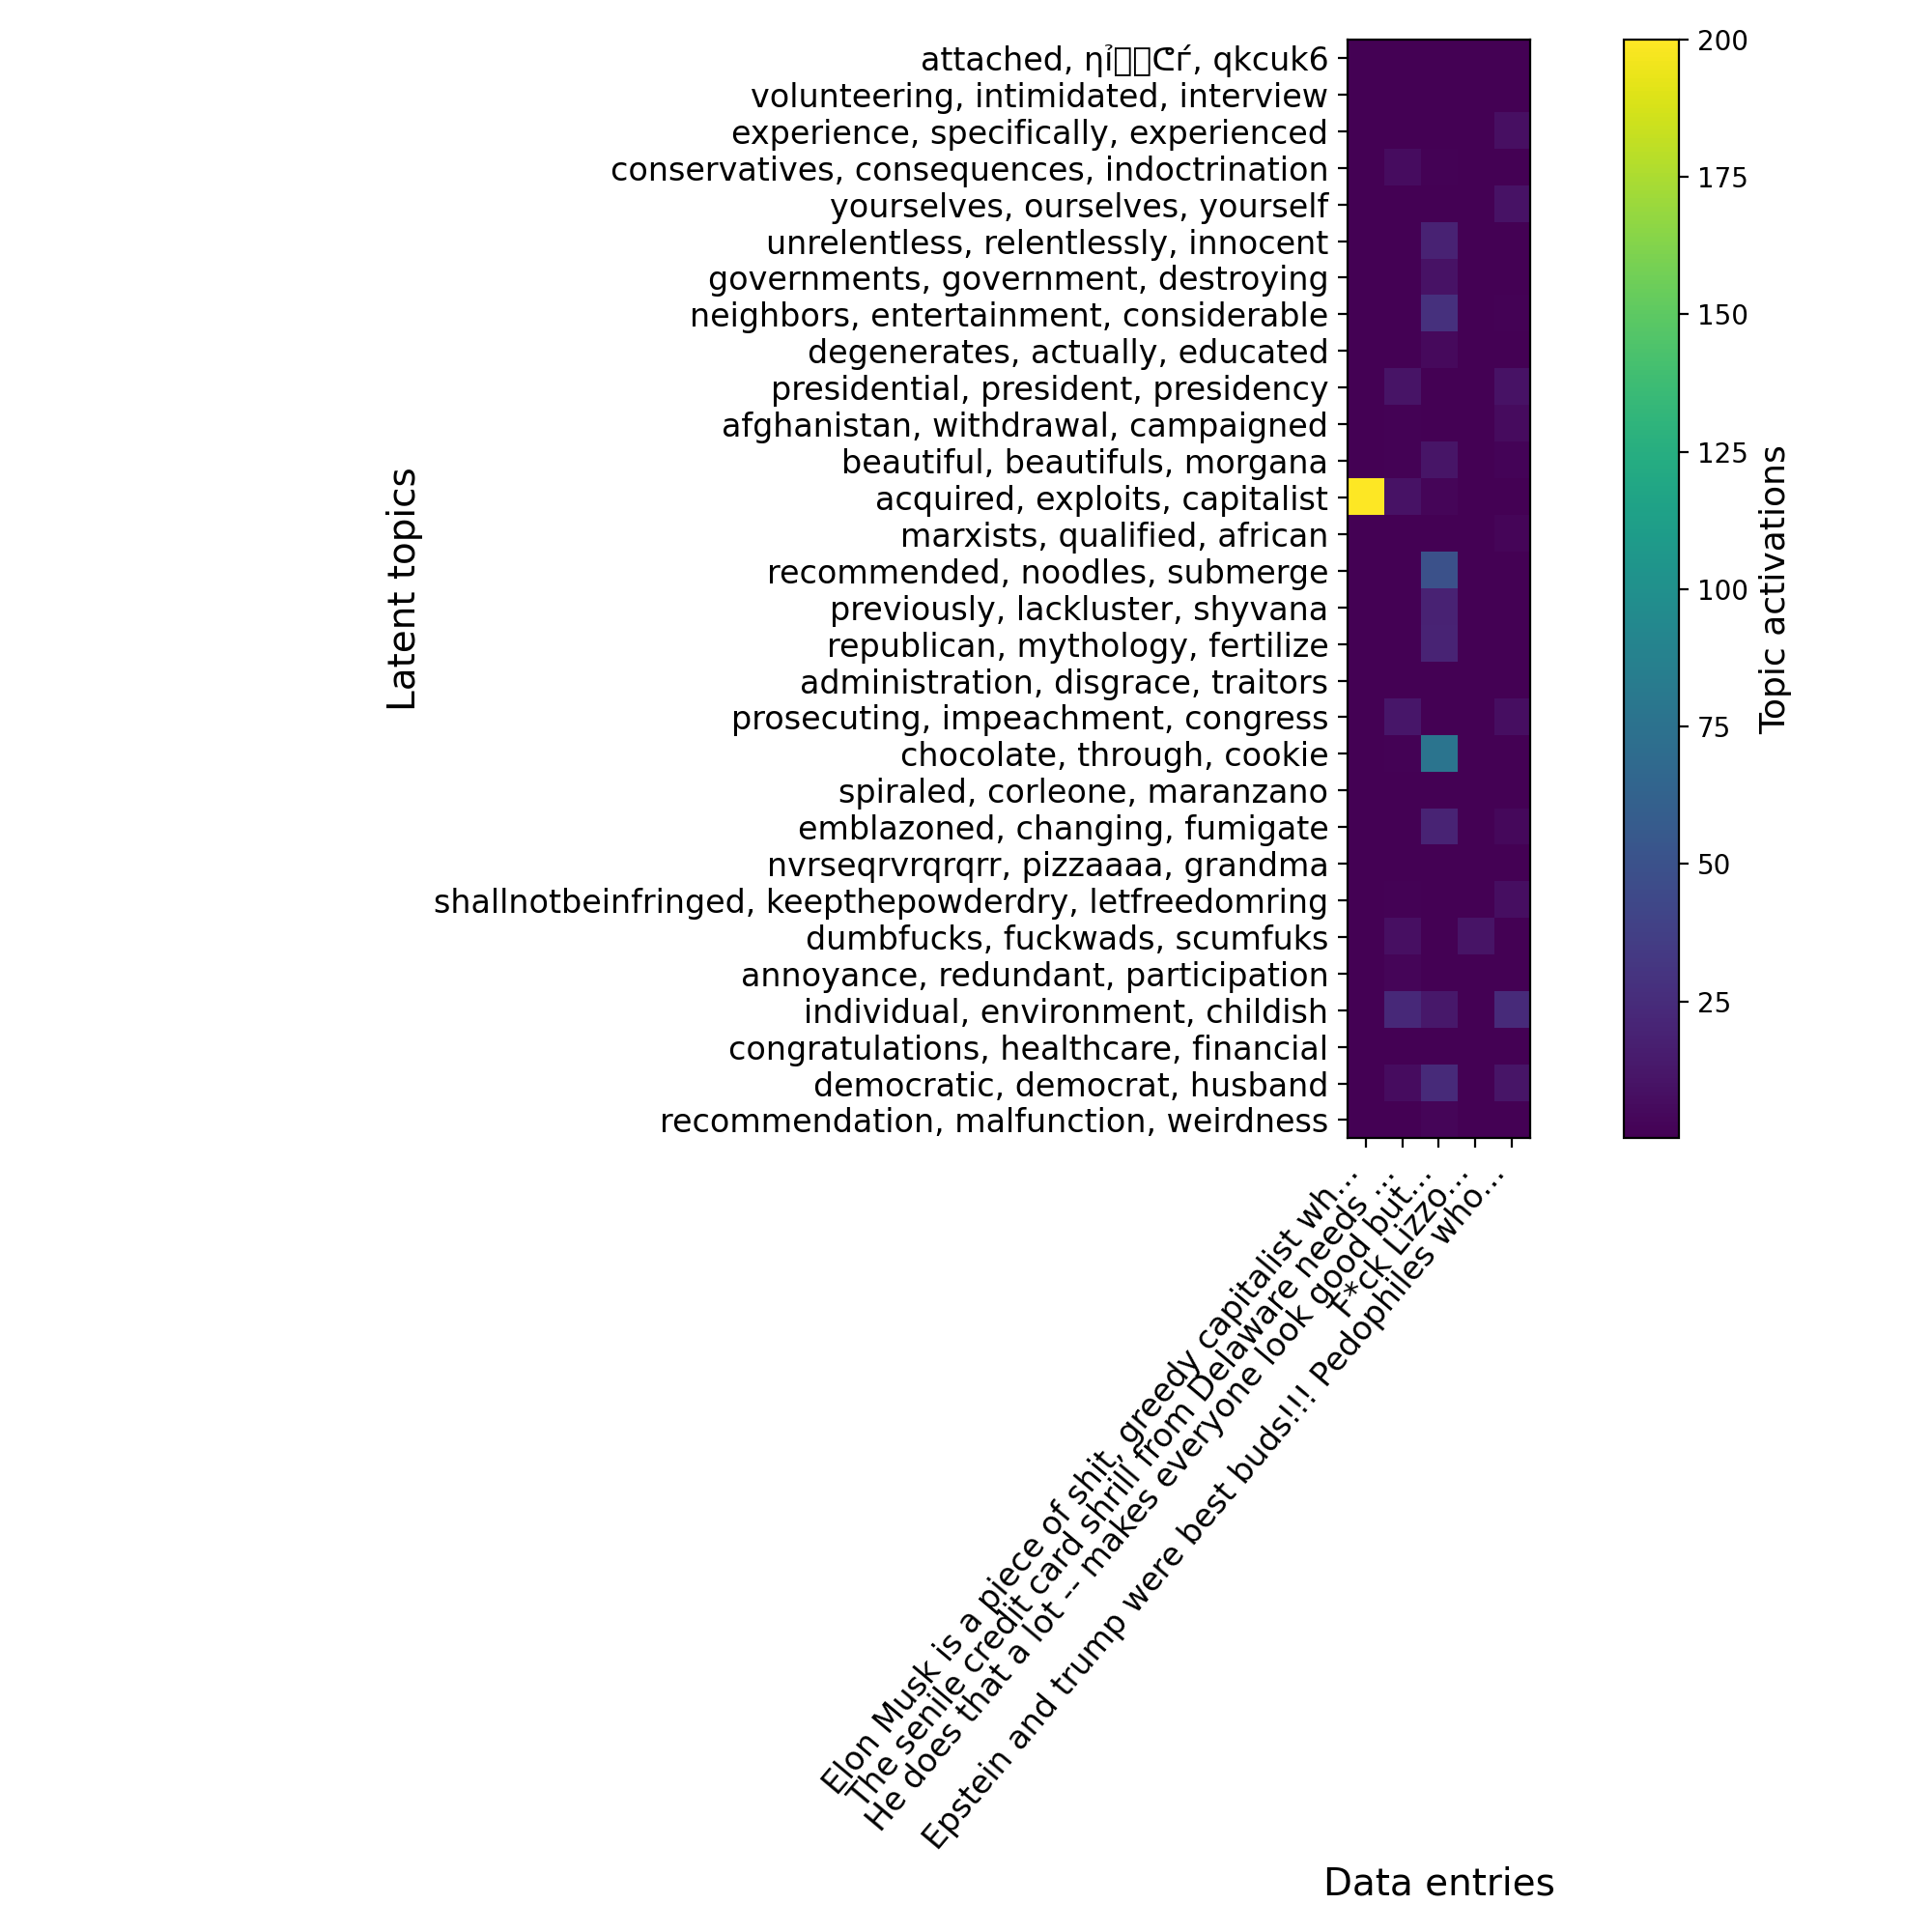 attached, , qkcuk6
volunteering, intimidated, interview
experience, specifically, experienced
conservatives, consequences, indoctrination
yourselves, ourselves, yourself
unrelentless, relentlessly, innocent
governments, government, destroying
neighbors, entertainment, considerable
degenerates, actually, educated
presidential, president, presidency
afghanistan, withdrawal, campaigned
beautiful, beautifuls, morgana
acquired, exploits, capitalist
marxists, qualified, african
recommended, noodles, submerge
previously, lackluster, shyvana
republican, mythology, fertilize
administration, disgrace, traitors
prosecuting, impeachment, congress
chocolate, through, cookie
spiraled, corleone, maranzano
emblazoned, changing, fumigate
nvrseqrvrqrqrr, pizzaaaa, grandma
shallnotbeinfringed, keepthepowderdry, letfreedomring
dumbfucks, fuckwads, scumfuks
annoyance, redundant, participation
individual, environment, childish
congratulations, healthcare, financial
democratic, democrat, husband
recommendation, malfunction, weirdness
Latent topics
Elon Musk is a piece of shit, greedy capitalist wh...
The senile credit card shrill from Delaware needs ...
He does that a lot -- makes everyone look good but...
F*ck Lizzo...
Epstein and trump were best buds!!! Pedophiles who...
Data entries
200
175
150
125
100
75
50
25
Topic activations